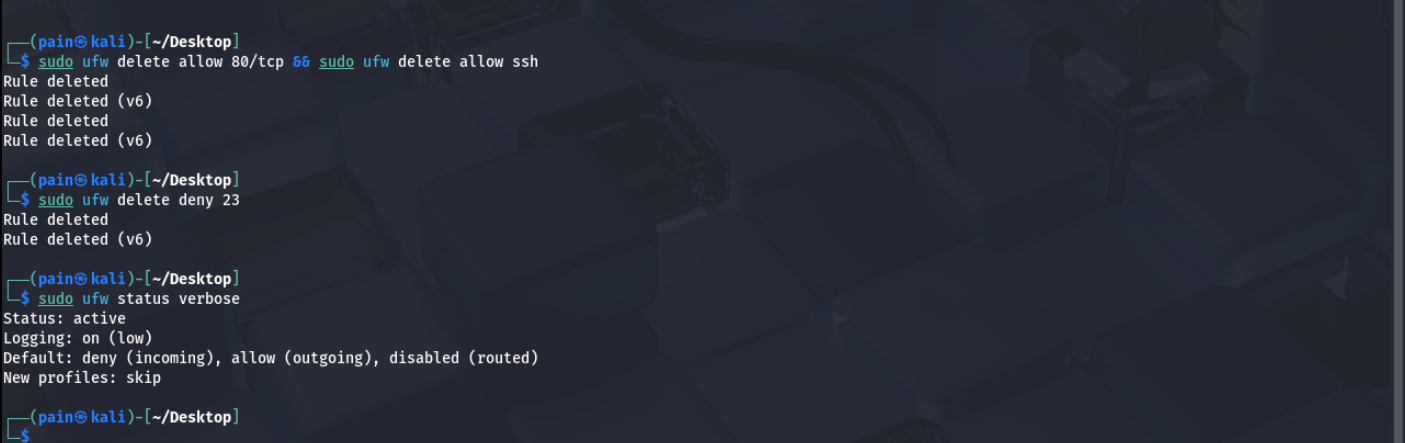 ┌──(pain㉿kali)-[~/Desktop]
└─$ sudo ufw delete allow 80/tcp && sudo ufw delete allow ssh
Rule deleted
Rule deleted (v6)
Rule deleted
Rule deleted (v6)
┌──(pain㉿kali)-[~/Desktop]
└─$ sudo ufw delete deny 23
Rule deleted
Rule deleted (v6)
┌──(pain㉿kali)-[~/Desktop]
└─$ sudo ufw status verbose
Status: active
Logging: on (low)
Default: deny (incoming), allow (outgoing), disabled (routed)
New profiles: skip
┌──(pain㉿kali)-[~/Desktop]
└─$